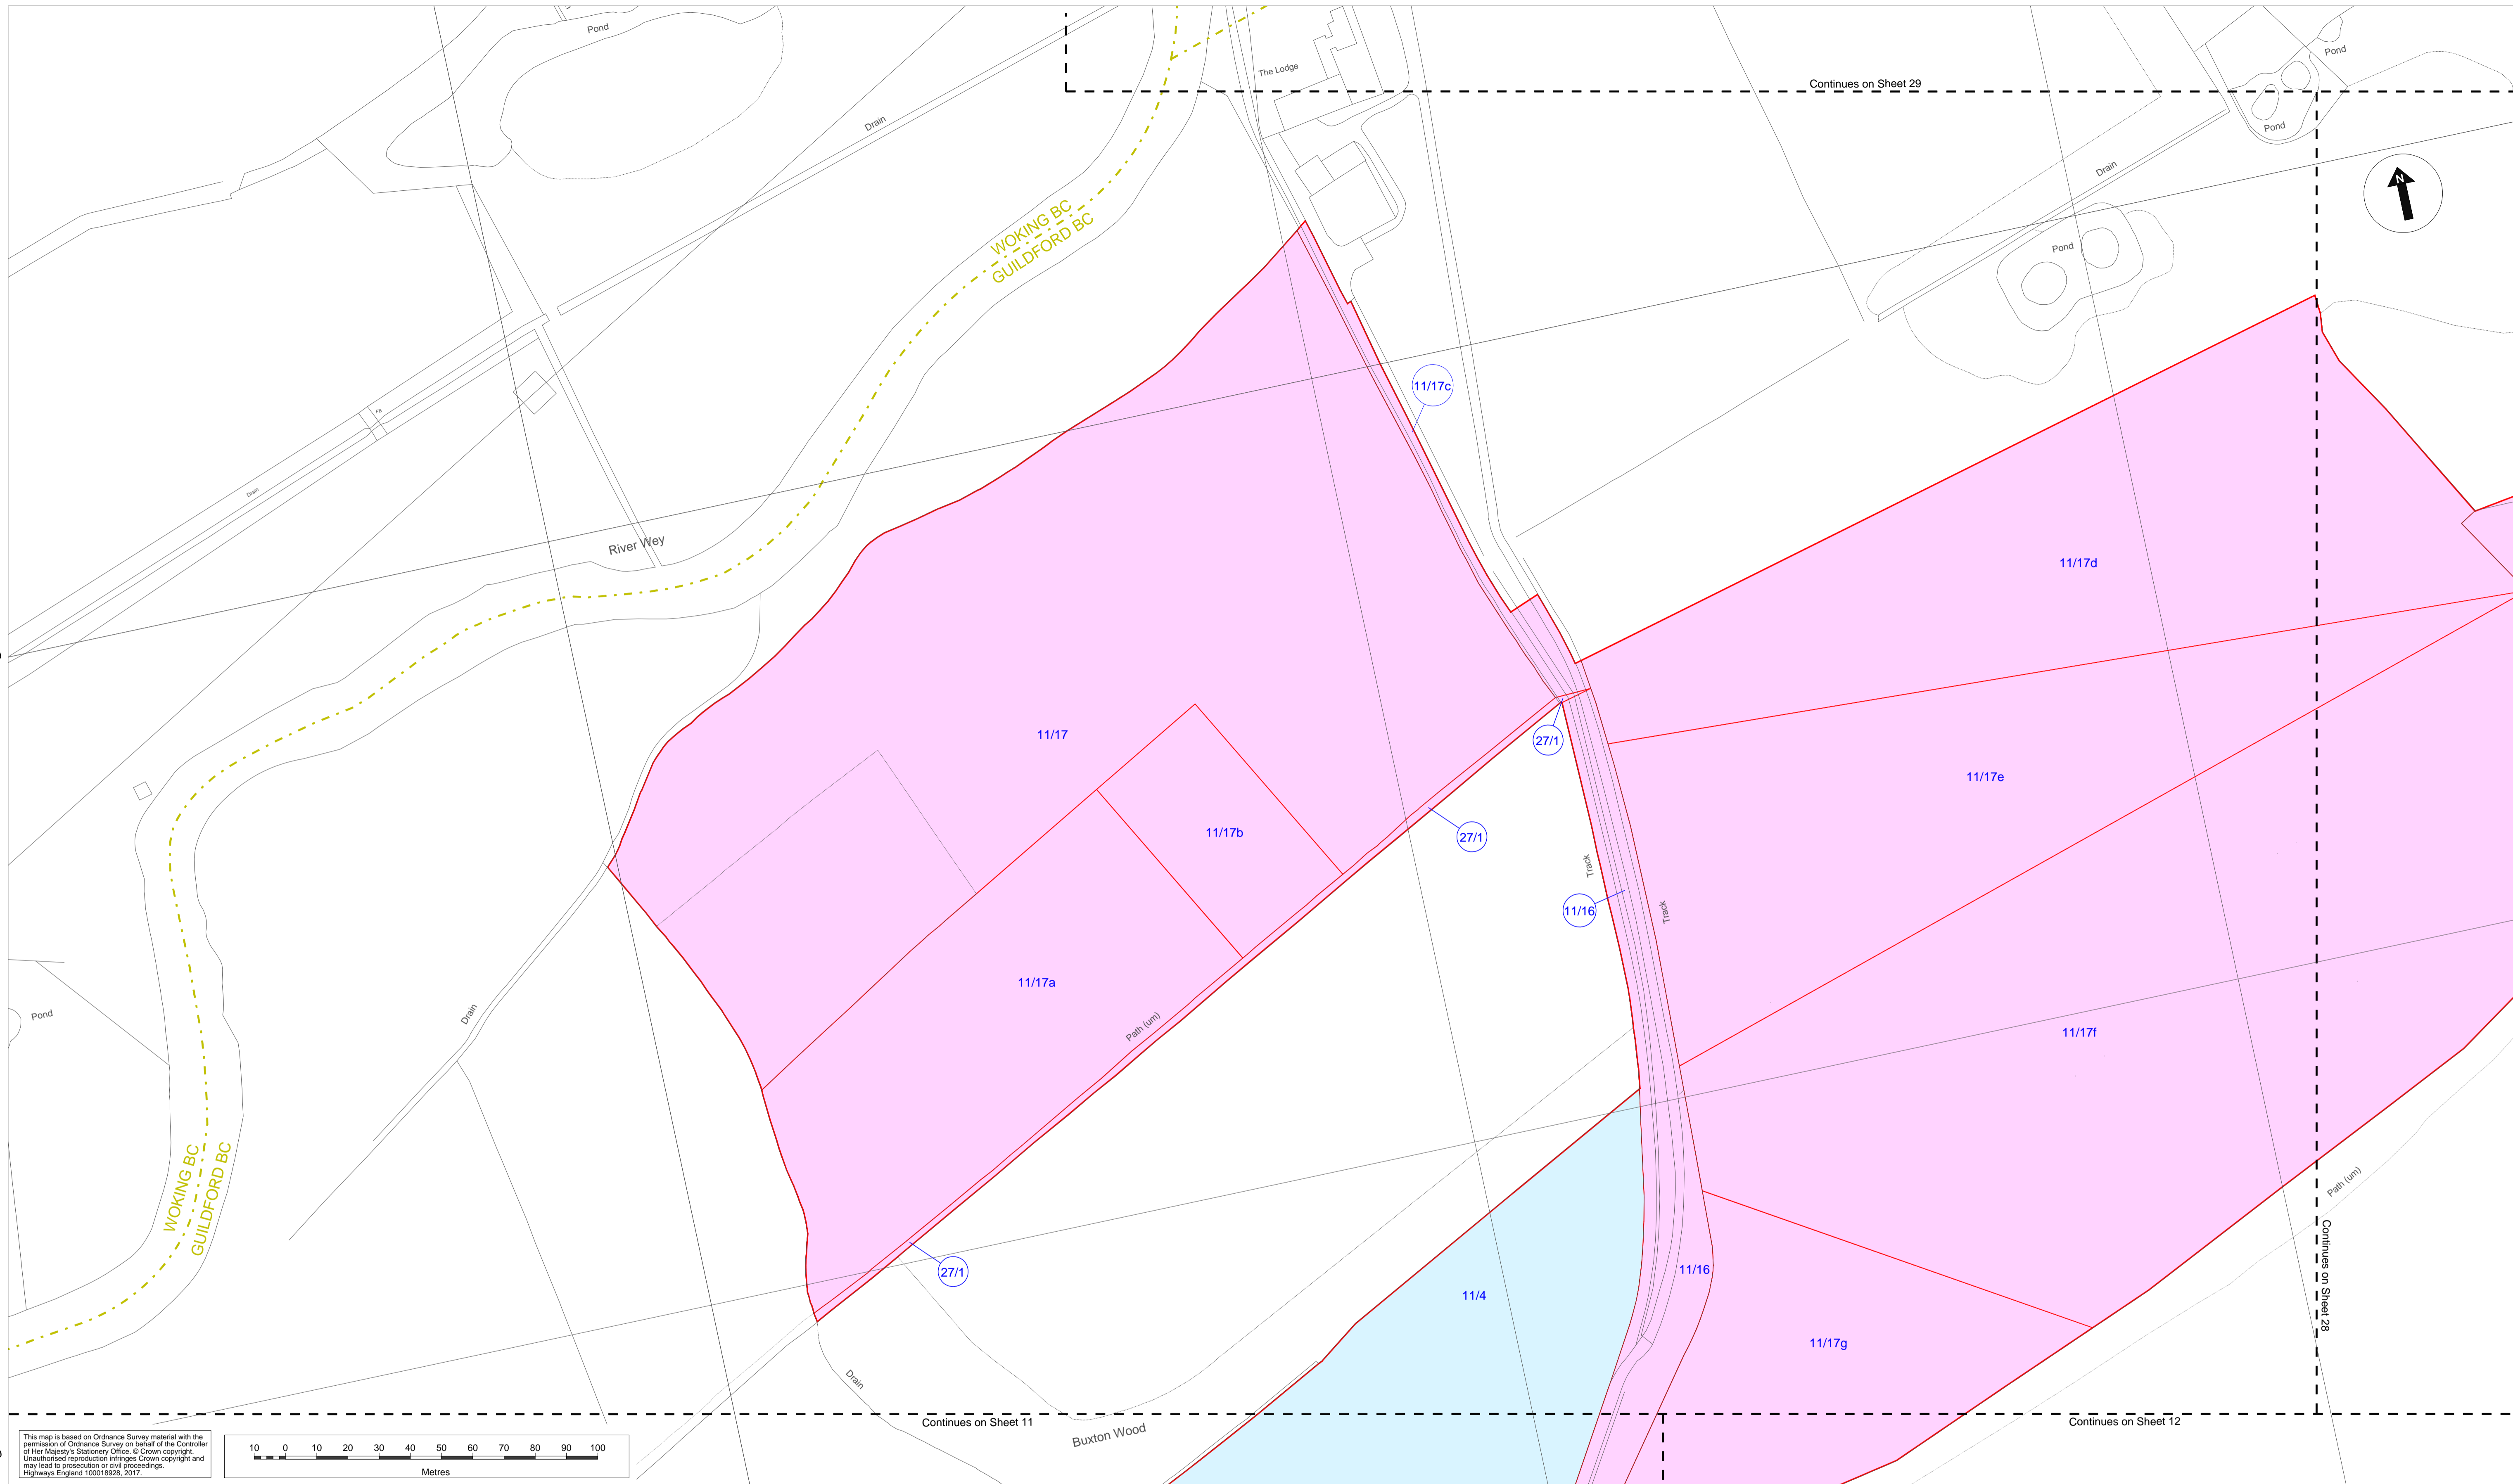 Pond
The Lodge
Continues on Sheet 29
Pond
Pond
Drain
Drain
N
WOKING BC
GUILDFORD BC
Pond
11/17c
FB
Drain
River Wey
11/17d
11/17
27/1
11/17e
11/17b
27/1
Track
11/16
Track
11/17a
Path (um)
11/17f
Pond
Drain
WOKING BC
GUILDFORD BC
Path (um)
27/1
11/16
11/4
Continues on Sheet 28
11/17g
Drain
Continues on Sheet 11
Continues on Sheet 12
Buxton Wood
This map is based on Ordnance Survey material with the
permission of Ordnance Survey on behalf of the Controller
of Her Majesty's Stationery Office. © Crown copyright.
Unauthorised reproduction infringes Crown copyright and
may lead to prosecution or civil proceedings.
Highways England 100018928, 2017.
10 0 10 20 30 40 50 60 70 80 90 100
Metres